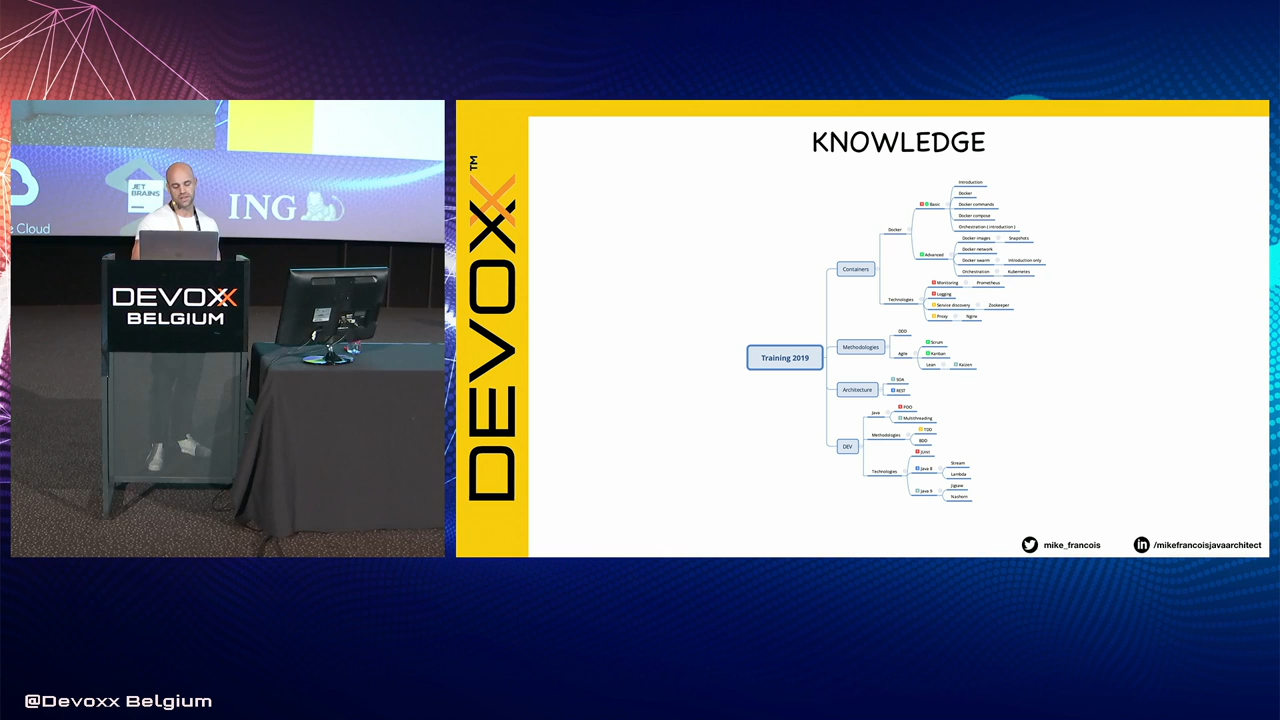 KNOWLEDGE
DEVOXX™
JET
BRAINS
Cloud
DEVOXX
BELGIUM
Training 2019
Containers
Docker
Basic
Introduction
Docker
Docker commands
Docker compose
Orchestration ( introduction )
Advanced
Docker images
Snapshots
Docker network
Docker swarm
Introduction only
Orchestration
Kubernetes
Technologies
Monitoring
Prometheus
Logging
Service discovery
Zookeeper
Proxy
Nginx
Methodologies
DDD
Agile
Scrum
Kanban
Lean
Kaizen
Architecture
SOA
REST
DEV
Java
POO
Multithreading
Methodologies
TDD
BDD
Technologies
JUnit
Java 8
Stream
Lambda
Java 9
Jigsaw
Nashorn
mike_francois
/mikefrancoisjavaarchitect
@Devoxx Belgium